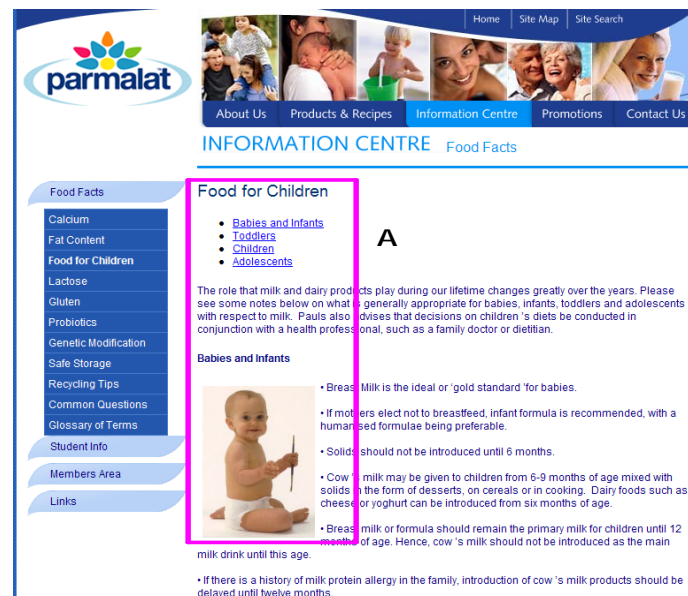 Home Site Map Site Search
parmalat
About Us Products & Recipes Information Centre Promotions Contact Us
INFORMATION CENTRE Food Facts
Food Facts
Calcium
Fat Content
Food for Children
Lactose
Gluten
Probiotics
Genetic Modification
Safe Storage
Recycling Tips
Common Questions
Glossary of Terms
Student Info
Members Area
Links
Food for Children
• Babies and Infants
• Toddlers
• Children
• Adolescents
A
The role that milk and dairy products play during our lifetime changes greatly over the years. Please
see some notes below on what is generally appropriate for babies, infants, toddlers and adolescents
with respect to milk. Pauls also advises that decisions on children 's diets be conducted in
conjunction with a health professional, such as a family doctor or dietitian.
Babies and Infants
• Breast Milk is the ideal or 'gold standard 'for babies.
• If mothers elect not to breastfeed, infant formula is recommended, with a
humanised formulae being preferable.
• Solids should not be introduced until 6 months.
• Cow 's milk may be given to children from 6-9 months of age mixed with
solids in the form of desserts, on cereals or in cooking. Dairy foods such as
cheese or yoghurt can be introduced from six months of age.
• Breast milk or formula should remain the primary milk for children until 12
months of age. Hence, cow 's milk should not be introduced as the main
milk drink until this age.
• If there is a history of milk protein allergy in the family, introduction of cow 's milk products should be
delayed until twelve months.